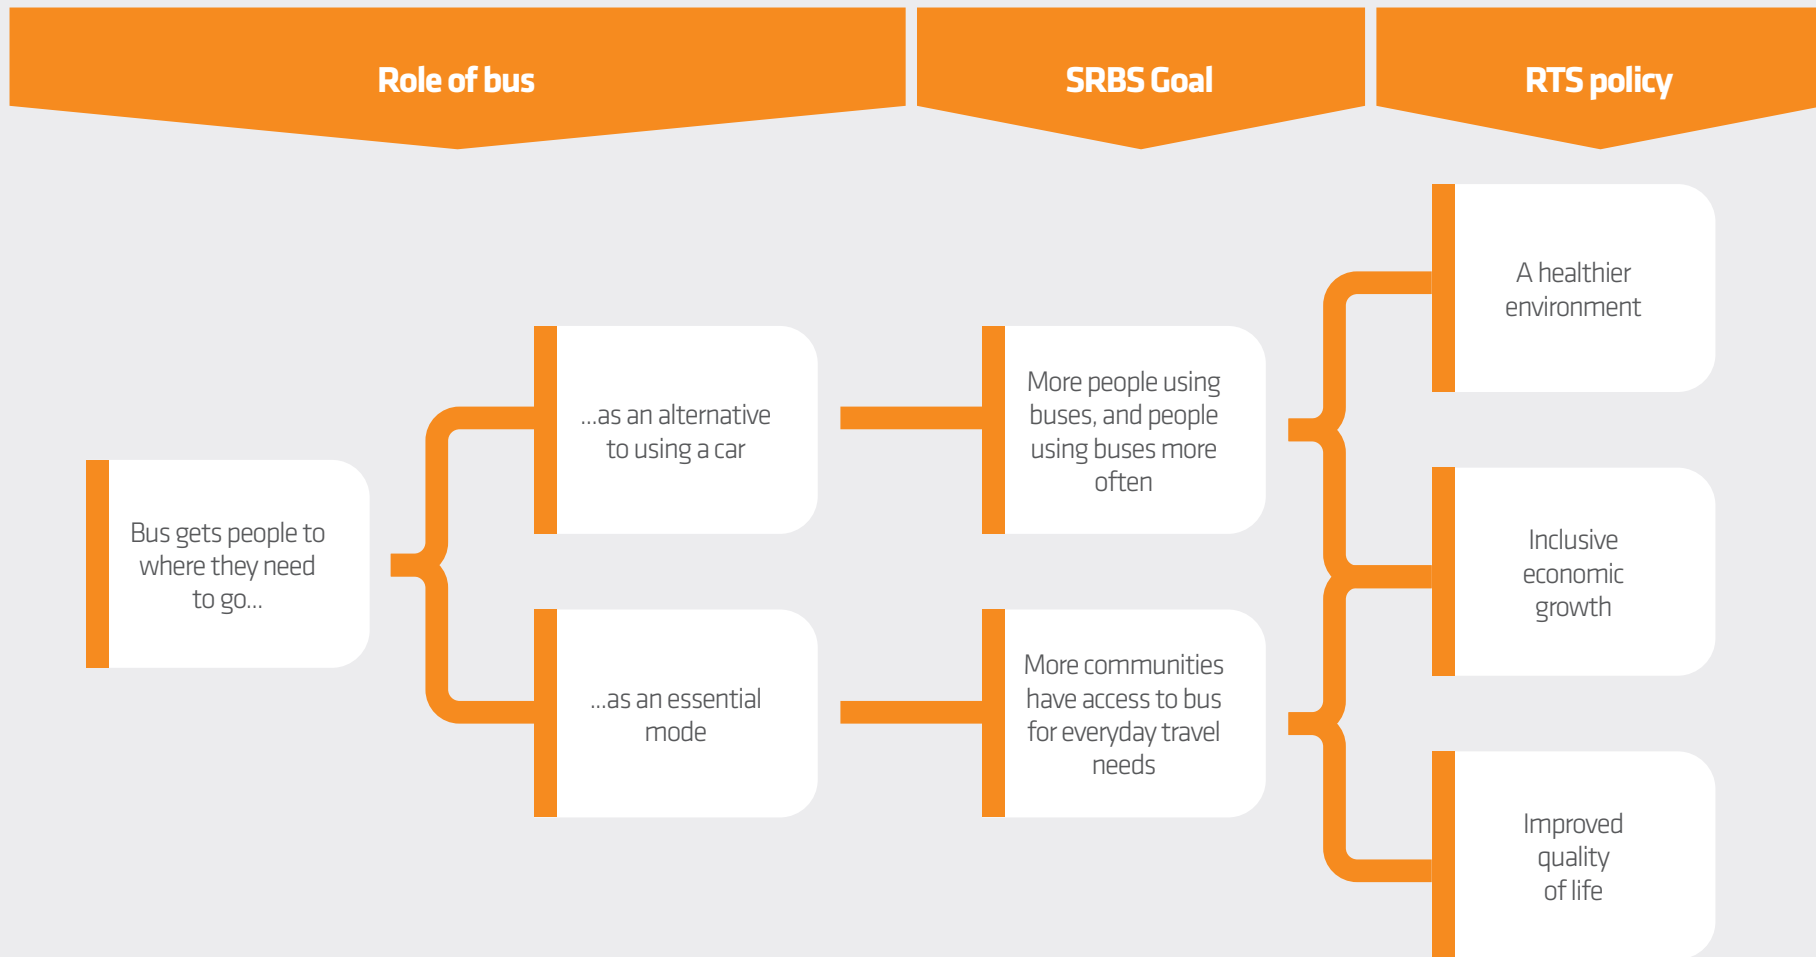 Role of bus
SRBS Goal
RTS policy
Bus gets people to
where they need
to go...
...as an alternative
to using a car
...as an essential
mode
More people using
buses, and people
using buses more
often
More communities
have access to bus
for everyday travel
needs
A healthier
environment
Inclusive
economic
growth
Improved
quality
of life